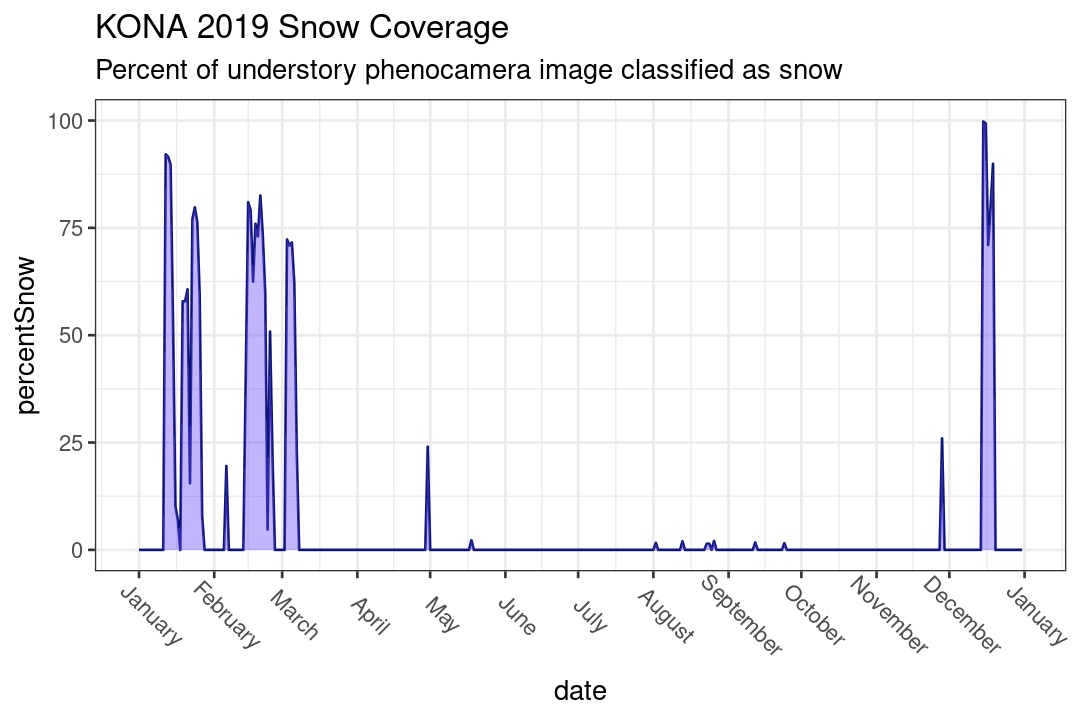 KONA 2019 Snow Coverage
Percent of understory phenocamera image classified as snow
percentSnow
100
75
50
25
0
January February March April May June July August September October November December January
date